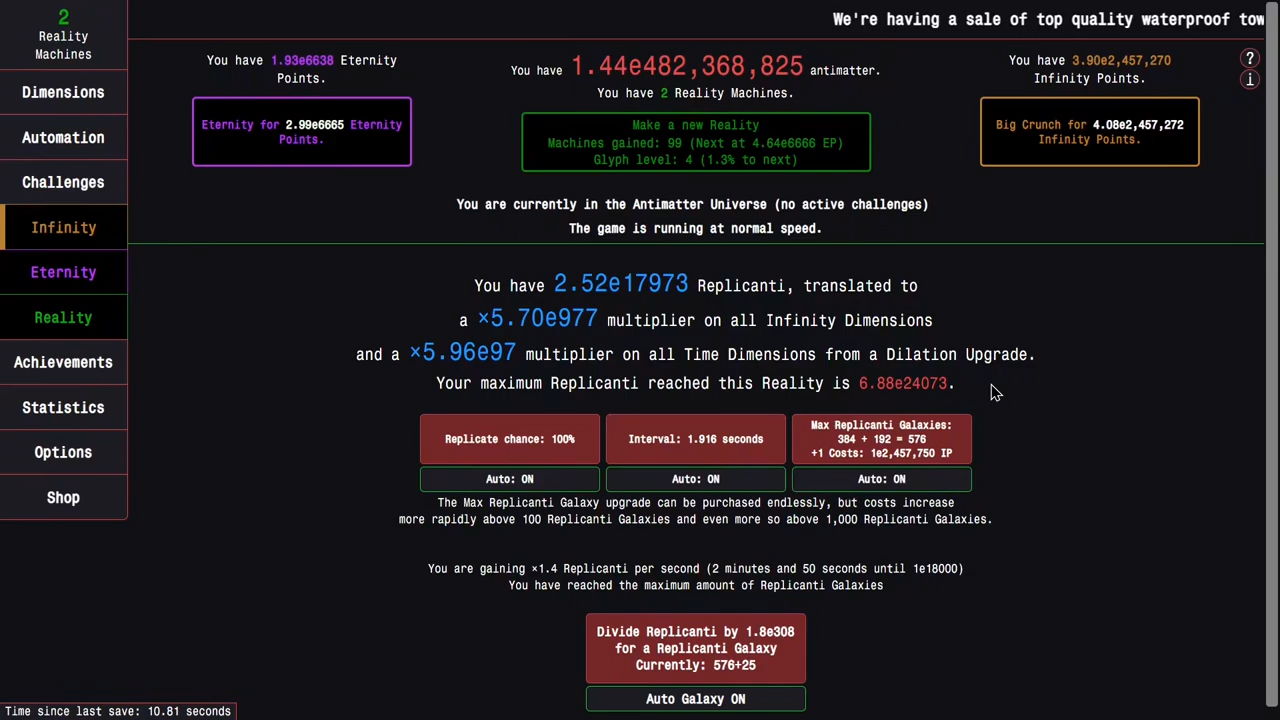 We're having a sale of top quality waterproof tow
2
Reality
Machines
Dimensions
Automation
Challenges
Infinity
Eternity
Reality
Achievements
Statistics
Options
Shop
You have 1.93e6638 Eternity
Points.
Eternity for 2.99e6665 Eternity
Points.
You have 1.44e482,368,825 antimatter.
You have 2 Reality Machines.
Make a new Reality
Machines gained: 99 (Next at 4.64e6666 EP)
Glyph level: 4 (1.3% to next)
You have 3.90e2,457,270
Infinity Points.
Big Crunch for 4.08e2,457,272
Infinity Points.
?
i
You are currently in the Antimatter Universe (no active challenges)
The game is running at normal speed.
You have 2.52e17973 Replicanti, translated to
a ×5.70e977 multiplier on all Infinity Dimensions
and a ×5.96e97 multiplier on all Time Dimensions from a Dilation Upgrade.
Your maximum Replicanti reached this Reality is 6.88e24073.
Replicate chance: 100%
Auto: ON
Interval: 1.916 seconds
Auto: ON
Max Replicanti Galaxies:
384 + 192 = 576
+1 Costs: 1e2,457,750 IP
Auto: ON
The Max Replicanti Galaxy upgrade can be purchased endlessly, but costs increase
more rapidly above 100 Replicanti Galaxies and even more so above 1,000 Replicanti Galaxies.
You are gaining ×1.4 Replicanti per second (2 minutes and 50 seconds until 1e18000)
You have reached the maximum amount of Replicanti Galaxies
Divide Replicanti by 1.8e308
for a Replicanti Galaxy
Currently: 576+25
Auto Galaxy ON
Time since last save: 10.81 seconds